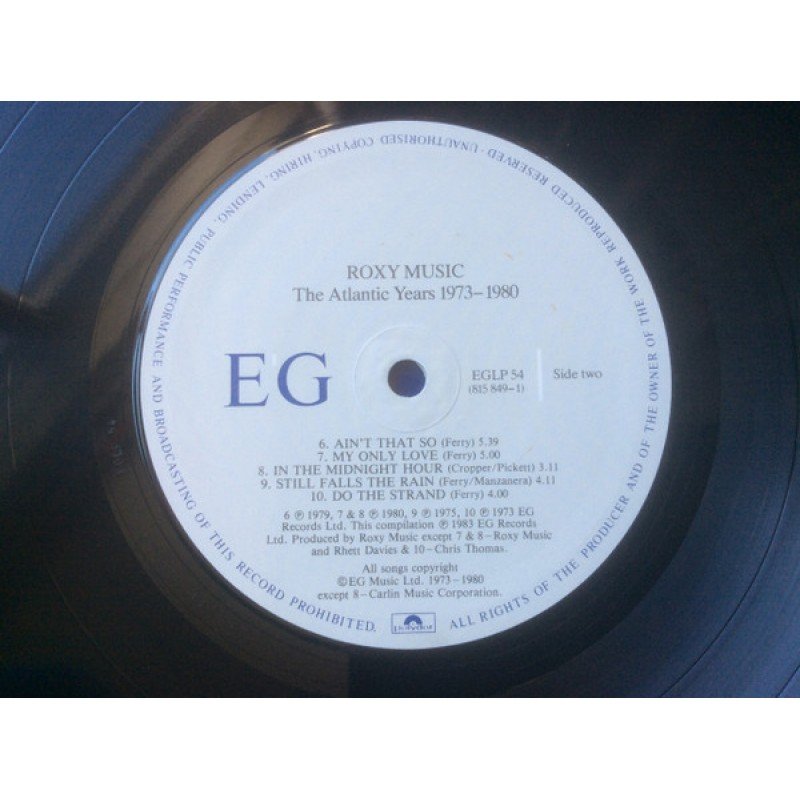 ROXY MUSIC
The Atlantic Years 1973–1980
EG
EGLP 54
(815 849–1)
Side two
6. AIN'T THAT SO (Ferry) 5.39
7. MY ONLY LOVE (Ferry) 5.00
8. IN THE MIDNIGHT HOUR (Cropper/Pickett) 3.11
9. STILL FALLS THE RAIN (Ferry/Manzanera) 4.11
10. DO THE STRAND (Ferry) 4.00
6 ℗ 1979, 7 & 8 ℗ 1980, 9 ℗ 1975, 10 ℗ 1973 EG
Records Ltd. This compilation ℗ 1983 EG Records
Ltd. Produced by Roxy Music except 7 & 8–Roxy Music
and Rhett Davies & 10–Chris Thomas.
All songs copyright
©EG Music Ltd. 1973–1980
except 8–Carlin Music Corporation.
polydor
ALL RIGHTS OF THE PRODUCER AND OF THE OWNER OF THE WORK REPRODUCED RESERVED · UNAUTHORISED COPYING, HIRING, LENDING, PUBLIC PERFORMANCE AND BROADCASTING OF THIS RECORD PROHIBITED.